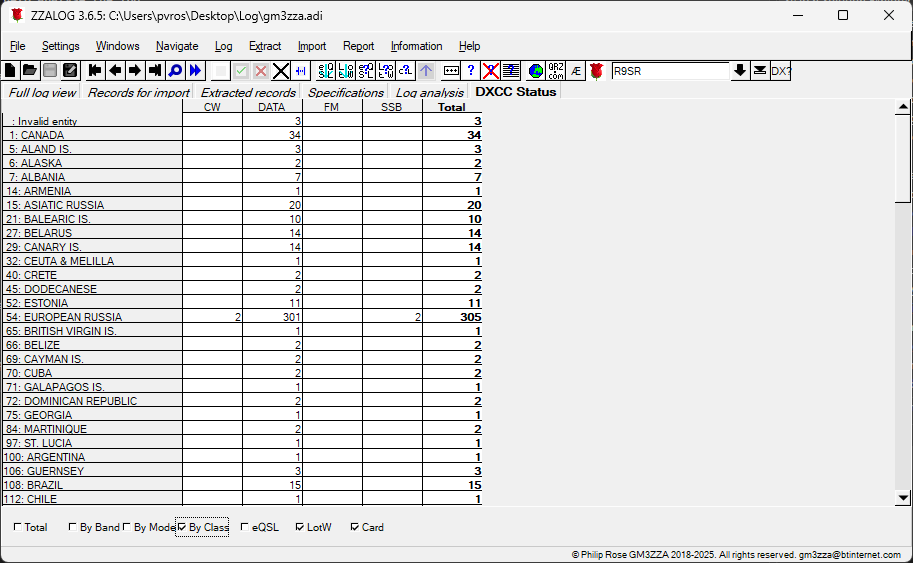 ZZALOG 3.6.5: C:\Users\pvros\Desktop\Log\gm3zza.adi
File Settings Windows Navigate Log Extract Import Report Information Help
QRZ .com Æ R9SR DX?
Full log view Records for import Extracted records Specifications Log analysis DXCC Status
CW DATA FM SSB Total
: Invalid entity 3 3
1: CANADA 34 34
5: ALAND IS. 3 3
6: ALASKA 2 2
7: ALBANIA 7 7
14: ARMENIA 1 1
15: ASIATIC RUSSIA 20 20
21: BALEARIC IS. 10 10
27: BELARUS 14 14
29: CANARY IS. 14 14
32: CEUTA & MELILLA 1 1
40: CRETE 2 2
45: DODECANESE 2 2
52: ESTONIA 11 11
54: EUROPEAN RUSSIA 2 301 2 305
65: BRITISH VIRGIN IS. 1 1
66: BELIZE 2 2
69: CAYMAN IS. 2 2
70: CUBA 2 2
71: GALAPAGOS IS. 1 1
72: DOMINICAN REPUBLIC 2 2
75: GEORGIA 1 1
84: MARTINIQUE 2 2
97: ST. LUCIA 1 1
100: ARGENTINA 1 1
106: GUERNSEY 3 3
108: BRAZIL 15 15
112: CHILE 1 1
Total By Band By Mode By Class eQSL LotW Card
© Philip Rose GM3ZZA 2018-2025. All rights reserved. gm3zza@btinternet.com